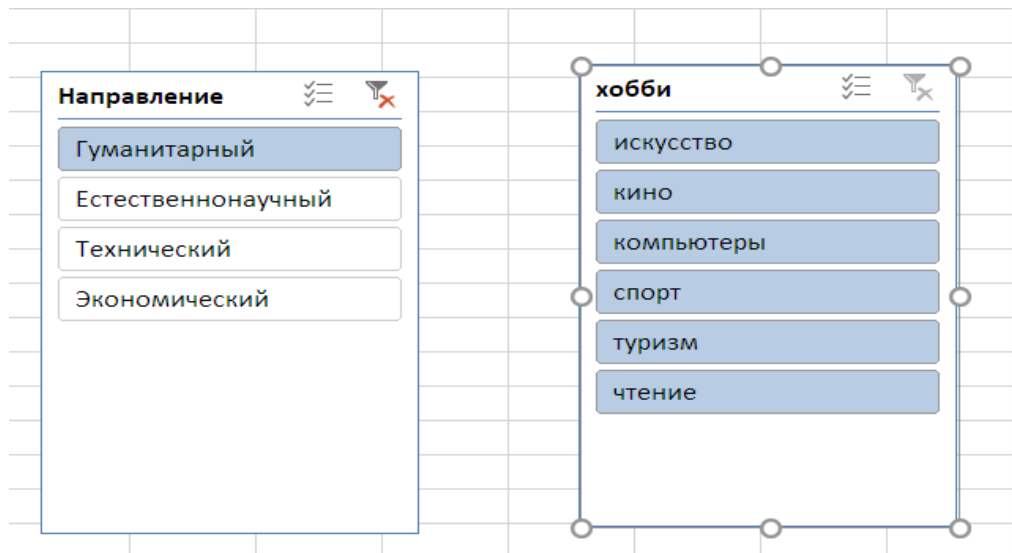 Направление
Гуманитарный
Естественнонаучный
Технический
Экономический
хобби
искусство
кино
компьютеры
спорт
туризм
чтение